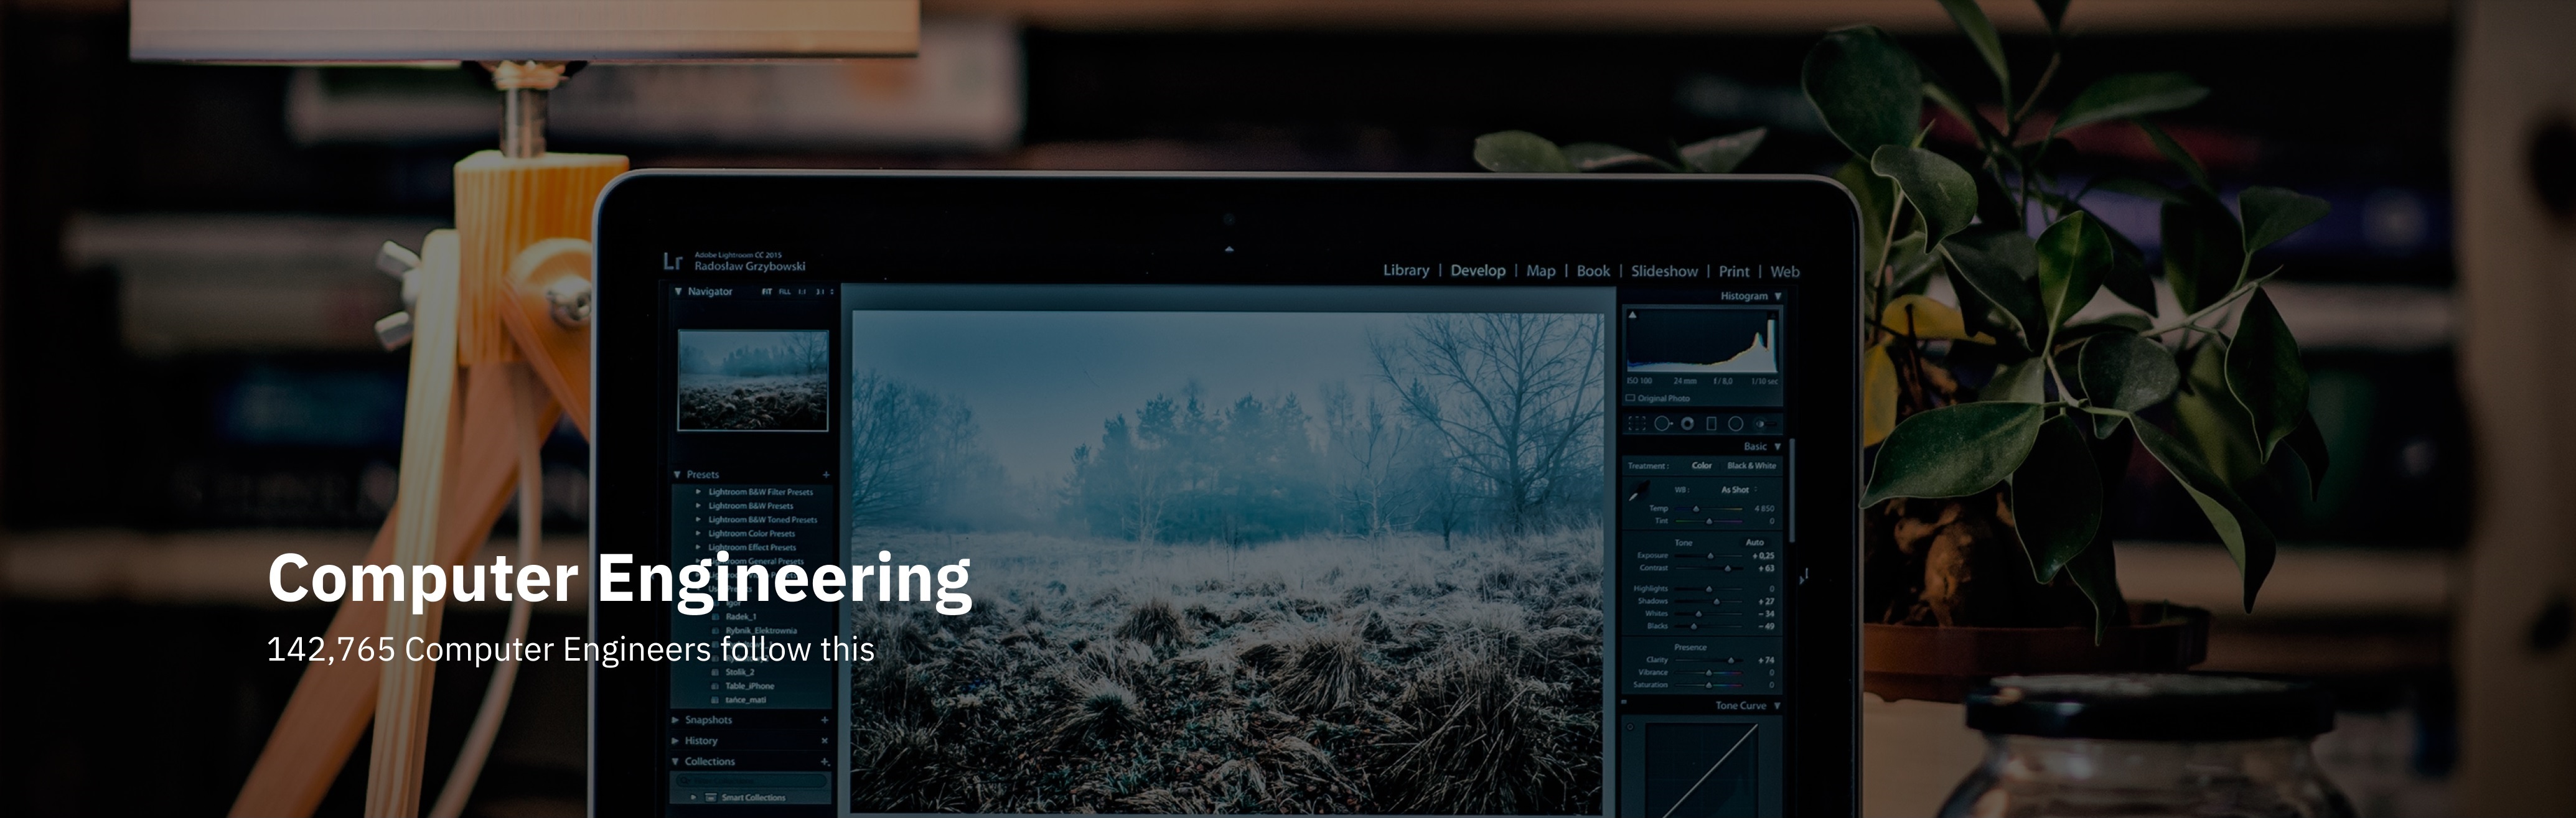 Adobe Lightroom CC 2015
Lr Radosław Grzybowski
Library | Develop | Map | Book | Slideshow | Print | Web
Navigator FIT FILL 1:1 3:1
Histogram
ISO 100 24 mm f / 8,0 1/10 sec
Original Photo
Basic
Treatment : Color Black & White
WB : As Shot
Temp 4 850
Tint 0
Tone Auto
Exposure + 0,25
Contrast + 63
Highlights 0
Shadows + 27
Whites - 34
Blacks - 49
Presence
Clarity + 74
Vibrance 0
Saturation 0
Tone Curve
Presets
Lightroom B&W Filter Presets
Lightroom B&W Presets
Lightroom B&W Toned Presets
Lightroom Color Presets
Lightroom Effect Presets
Lightroom General Presets
Computer Engineering
Igor
Radek_1
Rybnik_Elektrownia
142,765 Computer Engineers follow this
Stolik_2
Table_iPhone
tańce_mati
Snapshots
History
Collections
Smart Collections